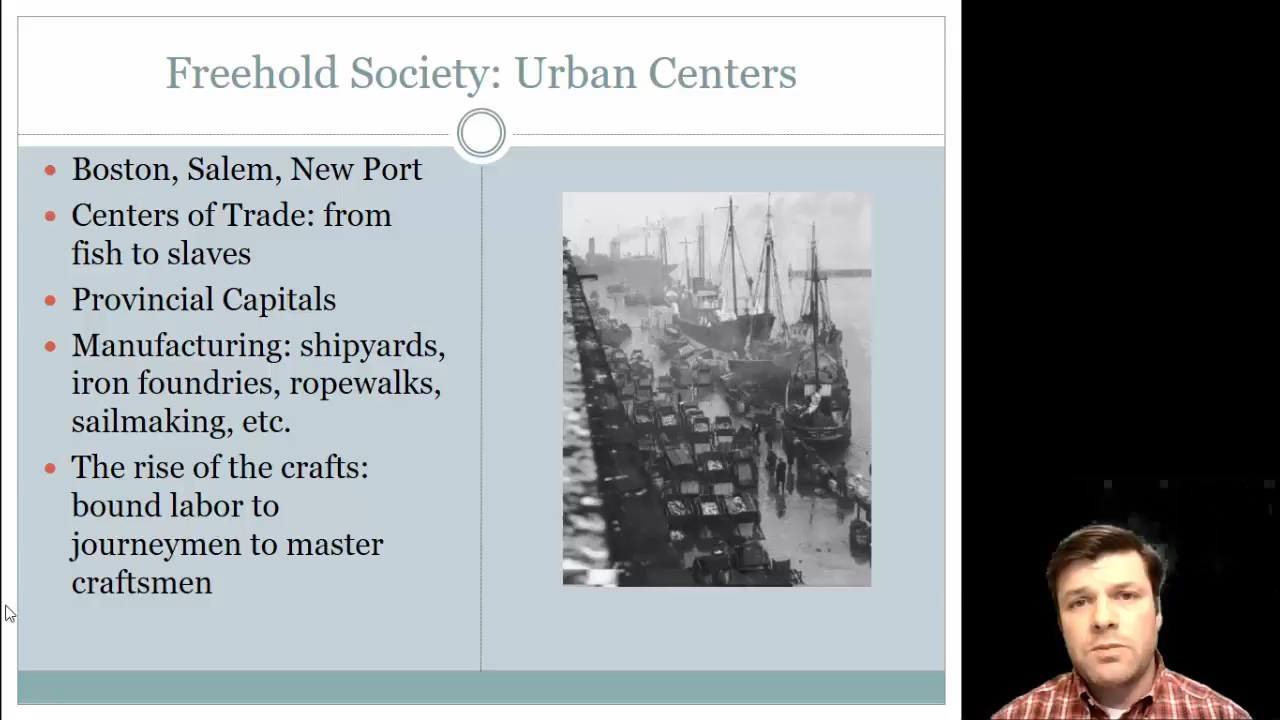 Freehold Society: Urban Centers
Boston, Salem, New Port
Centers of Trade: from
fish to slaves
Provincial Capitals
Manufacturing: shipyards,
iron foundries, ropewalks,
sailmaking, etc.
The rise of the crafts:
bound labor to
journeymen to master
craftsmen